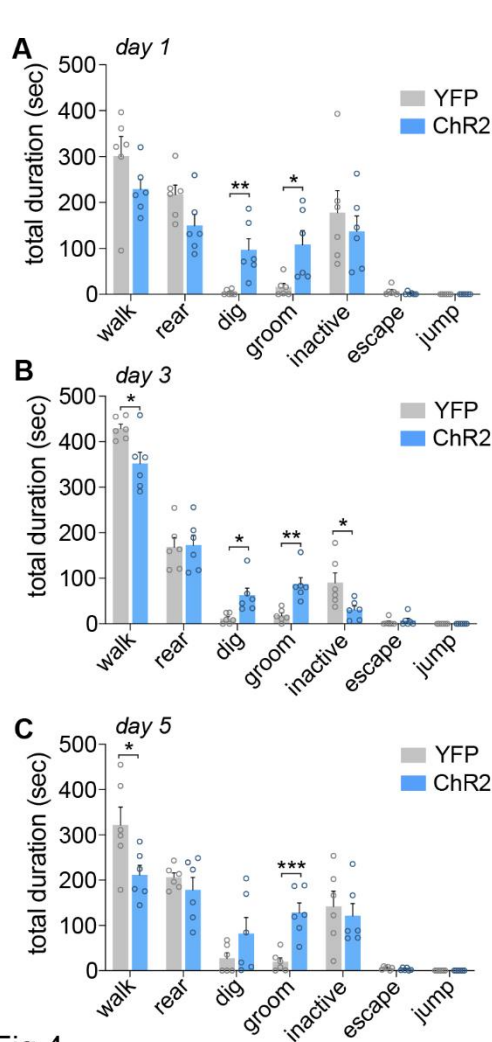 A day 1
total duration (sec)
500
400
300
200
100
0
YFP
ChR2
**
*
walk
rear
dig
groom
inactive
escape
jump
B day 3
total duration (sec)
500
400
300
200
100
0
YFP
ChR2
*
*
**
*
walk
rear
dig
groom
inactive
escape
jump
C day 5
total duration (sec)
500
400
300
200
100
0
YFP
ChR2
*
***
walk
rear
dig
groom
inactive
escape
jump